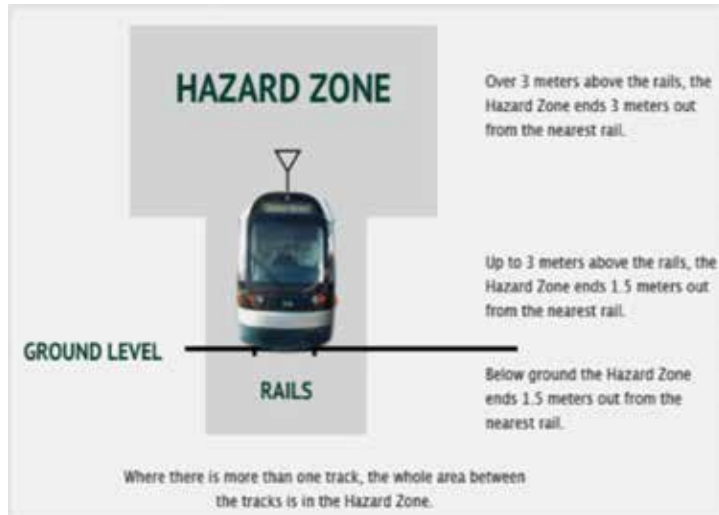 HAZARD ZONE
Over 3 meters above the rails, the
Hazard Zone ends 3 meters out
from the nearest rail.
Up to 3 meters above the rails, the
Hazard Zone ends 1.5 meters out
from the nearest rail.
GROUND LEVEL
RAILS
Below ground the Hazard Zone
ends 1.5 meters out from the
nearest rail.
Where there is more than one track, the whole area between
the tracks is in the Hazard Zone.